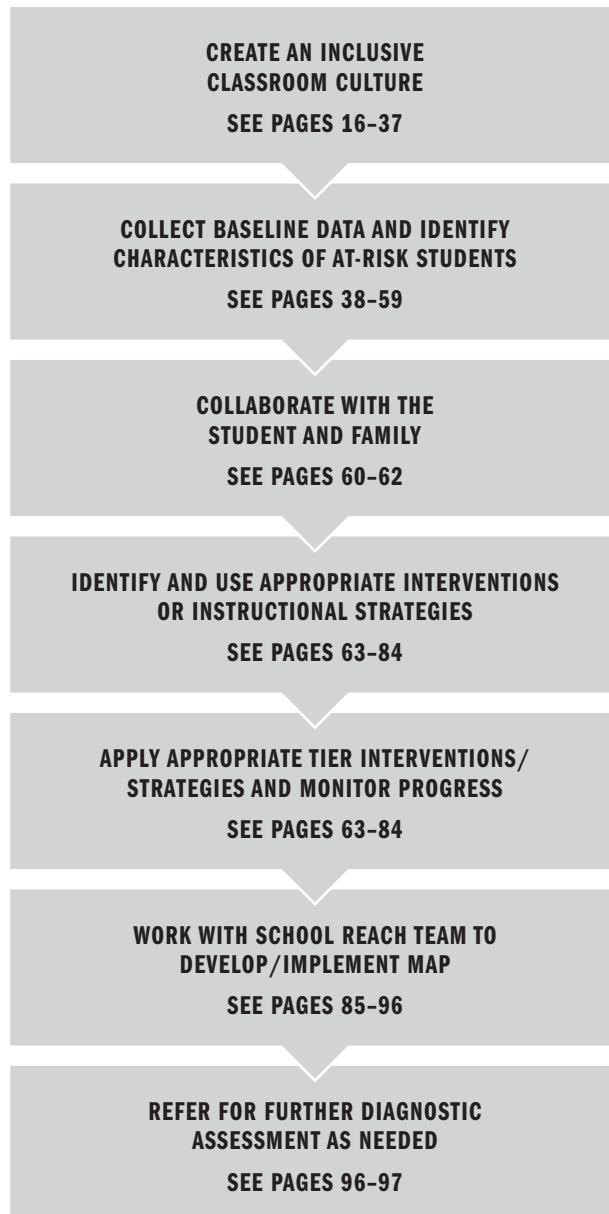 CREATE AN INCLUSIVE
CLASSROOM CULTURE
SEE PAGES 16–37
COLLECT BASELINE DATA AND IDENTIFY
CHARACTERISTICS OF AT-RISK STUDENTS
SEE PAGES 38–59
COLLABORATE WITH THE
STUDENT AND FAMILY
SEE PAGES 60–62
IDENTIFY AND USE APPROPRIATE INTERVENTIONS
OR INSTRUCTIONAL STRATEGIES
SEE PAGES 63–84
APPLY APPROPRIATE TIER INTERVENTIONS/
STRATEGIES AND MONITOR PROGRESS
SEE PAGES 63–84
WORK WITH SCHOOL REACH TEAM TO
DEVELOP/IMPLEMENT MAP
SEE PAGES 85–96
REFER FOR FURTHER DIAGNOSTIC
ASSESSMENT AS NEEDED
SEE PAGES 96–97